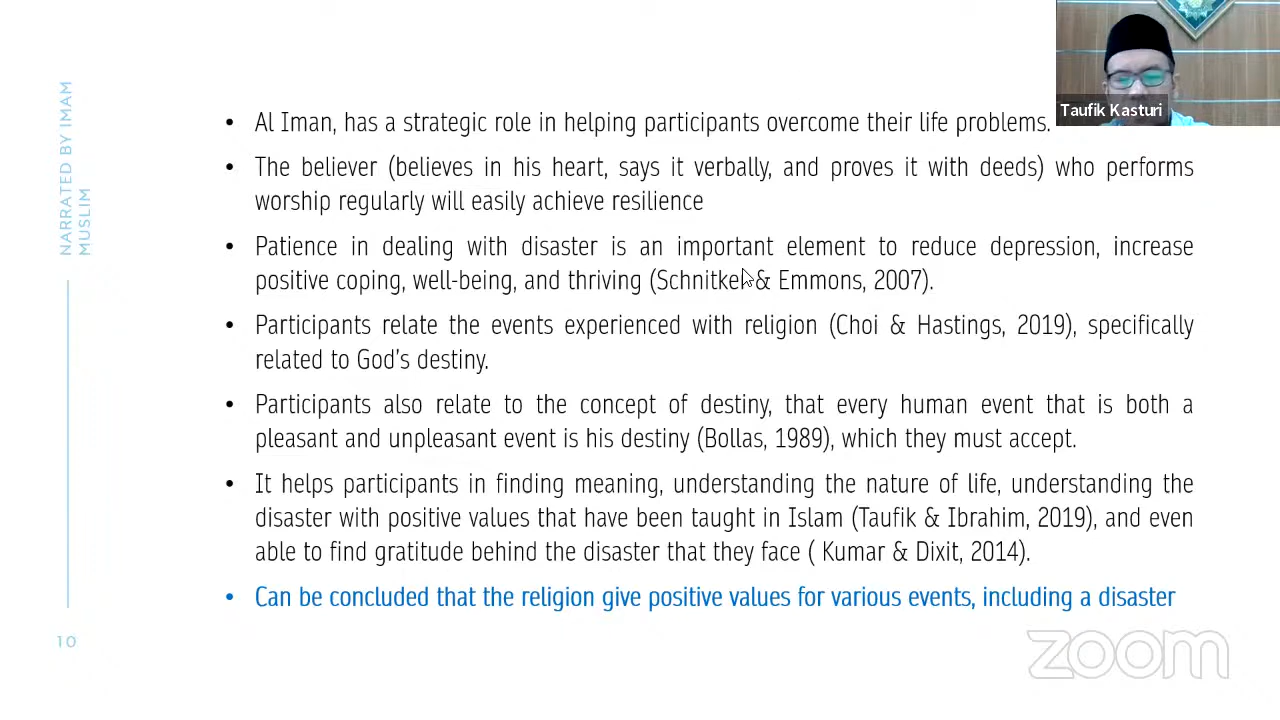 Taufik Kasturi
NARRATED BY IMAM
MUSLIM
• Al Iman, has a strategic role in helping participants overcome their life problems.
• The believer (believes in his heart, says it verbally, and proves it with deeds) who performs
worship regularly will easily achieve resilience
• Patience in dealing with disaster is an important element to reduce depression, increase
positive coping, well-being, and thriving (Schnitker & Emmons, 2007).
• Participants relate the events experienced with religion (Choi & Hastings, 2019), specifically
related to God's destiny.
• Participants also relate to the concept of destiny, that every human event that is both a
pleasant and unpleasant event is his destiny (Bollas, 1989), which they must accept.
• It helps participants in finding meaning, understanding the nature of life, understanding the
disaster with positive values that have been taught in Islam (Taufik & Ibrahim, 2019), and even
able to find gratitude behind the disaster that they face ( Kumar & Dixit, 2014).
• Can be concluded that the religion give positive values for various events, including a disaster
10
zoom